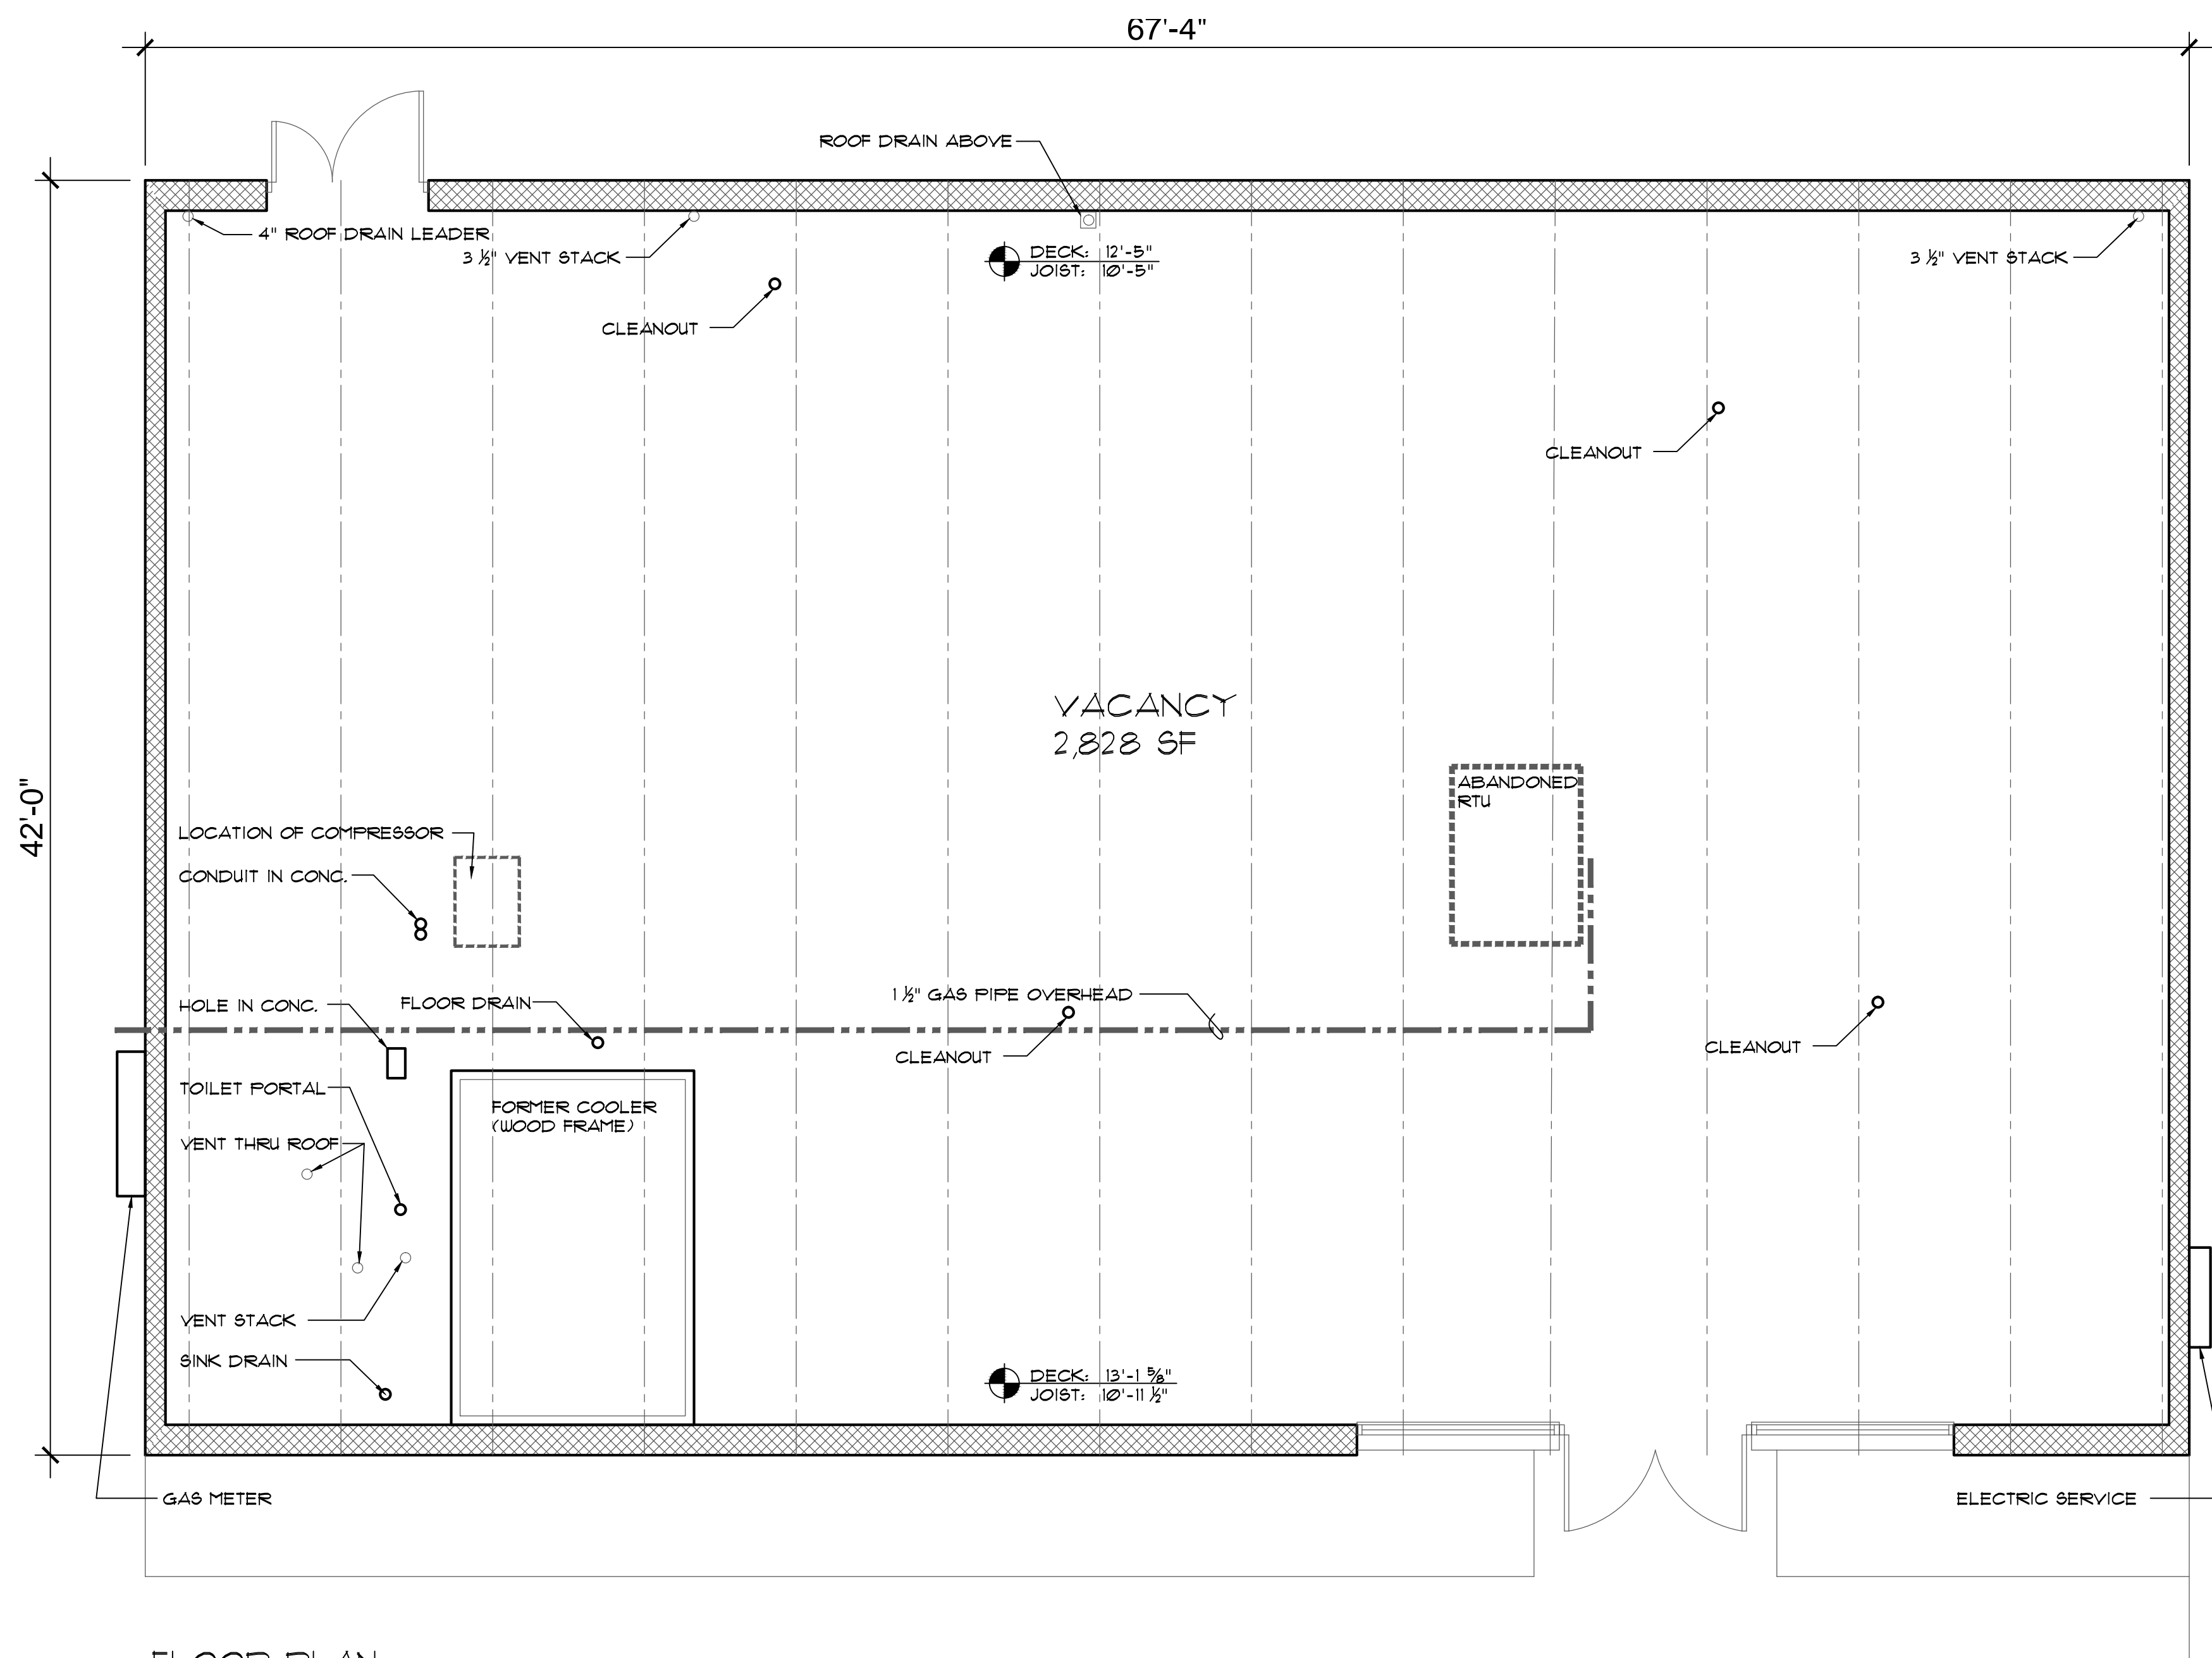 67'-4"
ROOF DRAIN ABOVE
4" ROOF DRAIN LEADER
3 ½" VENT STACK
DECK: 12'-5"
JOIST: 10'-5"
3 ½" VENT STACK
CLEANOUT
CLEANOUT
VACANCY
2,828 SF
42'-0"
ABANDONED
RTU
LOCATION OF COMPRESSOR
CONDUIT IN CONC.
HOLE IN CONC.
FLOOR DRAIN
1 ½" GAS PIPE OVERHEAD
CLEANOUT
CLEANOUT
TOILET PORTAL
FORMER COOLER
(WOOD FRAME)
VENT THRU ROOF
VENT STACK
SINK DRAIN
DECK: 13'-1 ⅝"
JOIST: 10'-11 ½"
GAS METER
ELECTRIC SERVICE
FLOOR PLAN